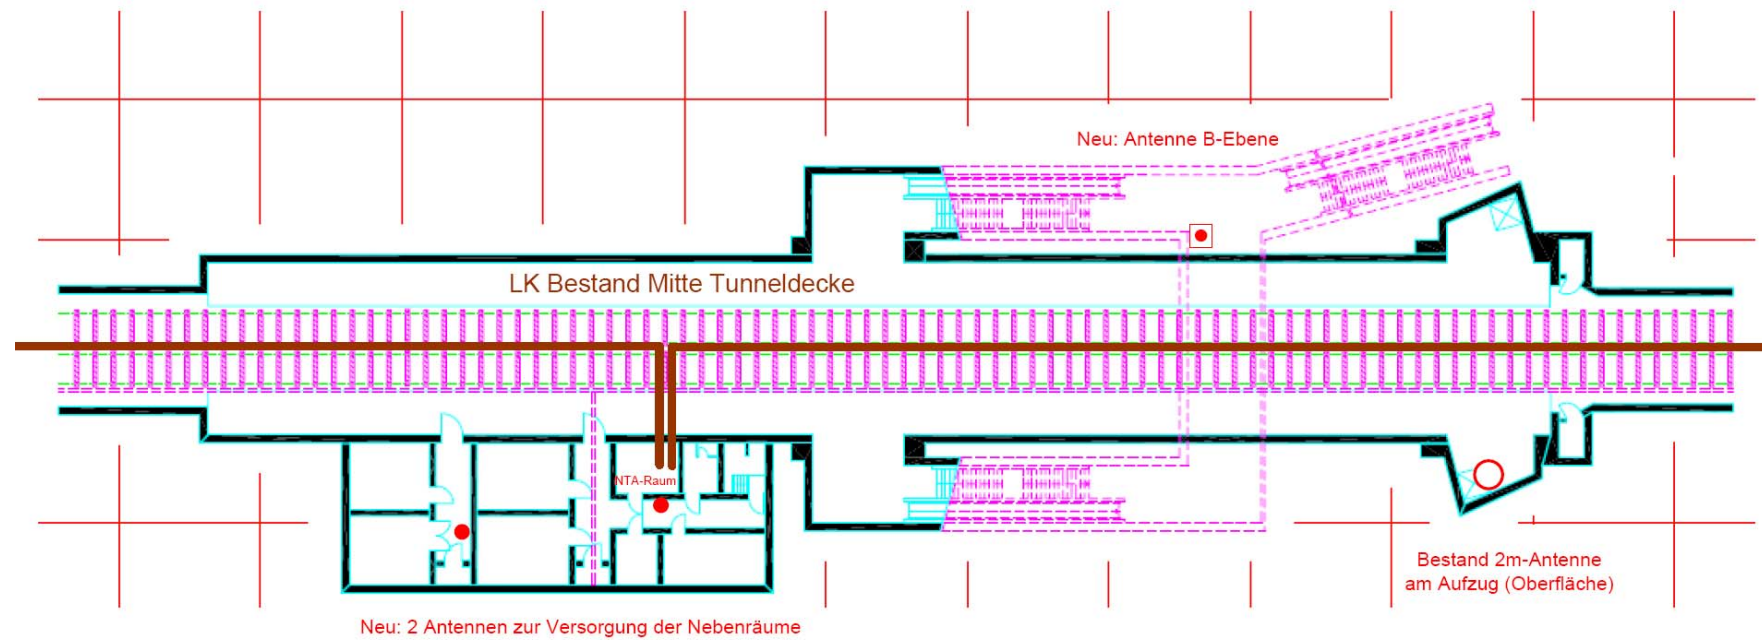 Neu: Antenne B-Ebene
LK Bestand Mitte Tunneldecke
NTA-Raum
Bestand 2m-Antenne
am Aufzug (Oberfläche)
Neu: 2 Antennen zur Versorgung der Nebenräume